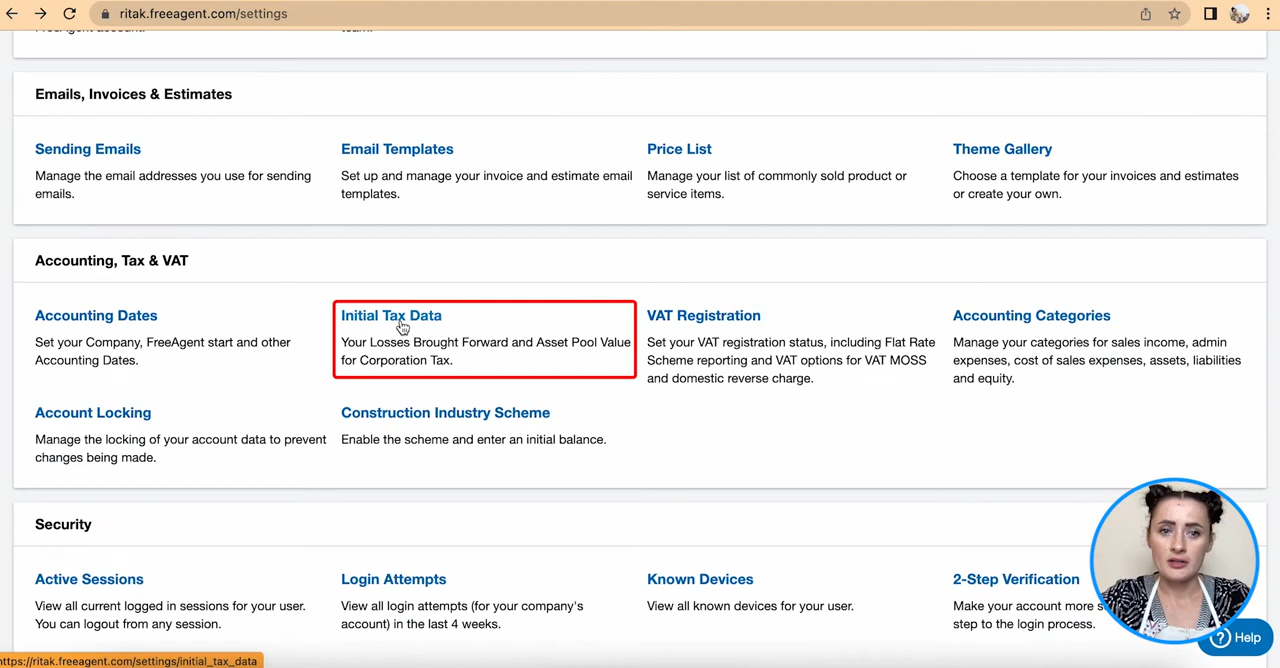 ritak.freeagent.com/settings
FreeAgent account.
team.
Emails, Invoices & Estimates
Sending Emails
Manage the email addresses you use for sending
emails.
Email Templates
Set up and manage your invoice and estimate email
templates.
Price List
Manage your list of commonly sold product or
service items.
Theme Gallery
Choose a template for your invoices and estimates
or create your own.
Accounting, Tax & VAT
Accounting Dates
Set your Company, FreeAgent start and other
Accounting Dates.
Initial Tax Data
Your Losses Brought Forward and Asset Pool Value
for Corporation Tax.
VAT Registration
Set your VAT registration status, including Flat Rate
Scheme reporting and VAT options for VAT MOSS
and domestic reverse charge.
Accounting Categories
Manage your categories for sales income, admin
expenses, cost of sales expenses, assets, liabilities
and equity.
Account Locking
Manage the locking of your account data to prevent
changes being made.
Construction Industry Scheme
Enable the scheme and enter an initial balance.
Security
Active Sessions
View all current logged in sessions for your user.
You can logout from any session.
Login Attempts
View all login attempts (for your company's
account) in the last 4 weeks.
Known Devices
View all known devices for your user.
2-Step Verification
Make your account more s
step to the login process.
? Help
https://ritak.freeagent.com/settings/initial_tax_data